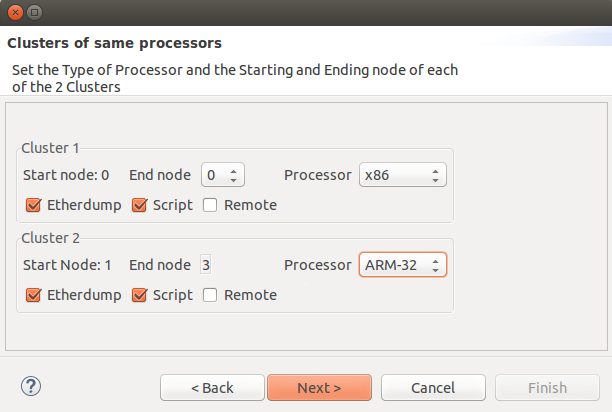 Clusters of same processors
Set the Type of Processor and the Starting and Ending node of each
of the 2 Clusters
Cluster 1
Start node: 0 End node 0 Processor x86
Etherdump Script Remote
Cluster 2
Start Node: 1 End node 3 Processor ARM-32
Etherdump Script Remote
? < Back Next > Cancel Finish